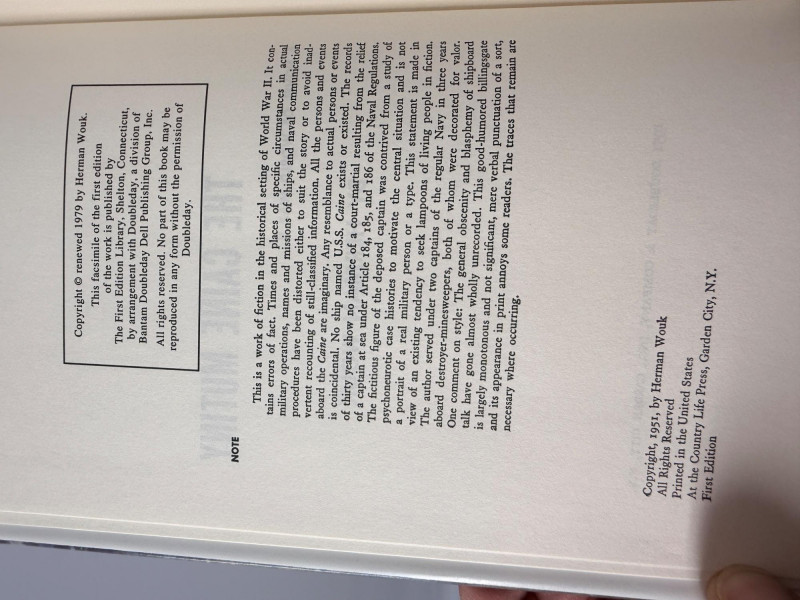 Copyright © renewed 1979 by Herman Wouk.
This facsimile of the first edition
of the work is published by
The First Edition Library, Shelton, Connecticut,
by arrangement with Doubleday, a division of
Bantam Doubleday Dell Publishing Group, Inc.
All rights reserved. No part of this book may be
reproduced in any form without the permission of
Doubleday.
NOTE
This is a work of fiction in the historical setting of World War II. It con-
tains errors of fact. Times and places of specific circumstances in actual
military operations, names and missions of ships, and naval communication
procedures have been distorted either to suit the story or to avoid inad-
vertent recounting of still-classified information. All the persons and events
aboard the Caine are imaginary. Any resemblance to actual persons or events
is coincidental. No ship named U.S.S. Caine exists or existed. The records
of thirty years show no instance of a court-martial resulting from the relief
of a captain at sea under Article 184, 185, and 186 of the Naval Regulations.
The fictitious figure of the deposed captain was contrived from a study of
psychoneurotic case histories to motivate the central situation and is not
a portrait of a real military person or a type. This statement is made in
view of an existing tendency to seek lampoons of living people in fiction.
The author served under two captains of the regular Navy in three years
aboard destroyer-minesweepers, both of whom were decorated for valor.
One comment on style: The general obscenity and blasphemy of shipboard
talk have gone almost wholly unrecorded. This good-humored billingsgate
is largely monotonous and not significant, mere verbal punctuation of a sort,
and its appearance in print annoys some readers. The traces that remain are
necessary where occurring.
Copyright, 1951, by Herman Wouk
All Rights Reserved
Printed in the United States
At the Country Life Press, Garden City, N.Y.
First Edition